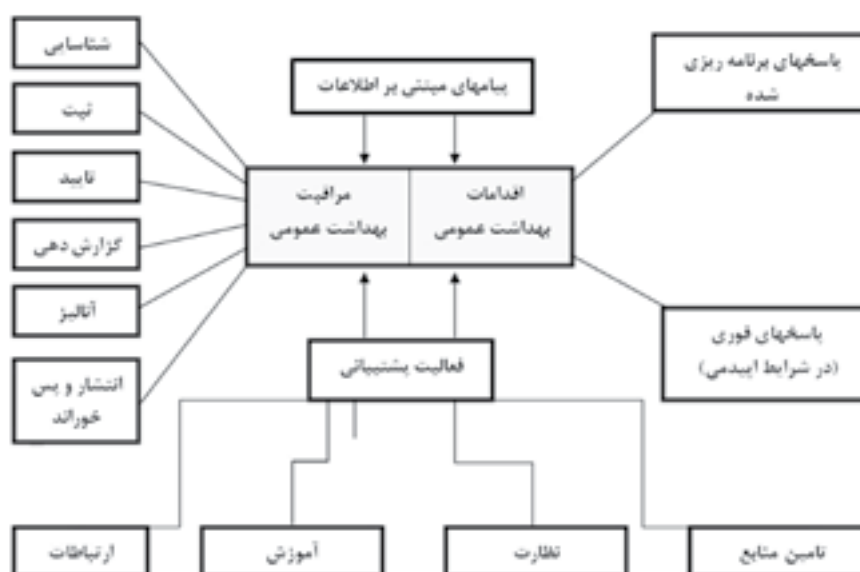 شناسایی
ثبت
تایید
گزارش دهی
آنالیز
انتشار و پس
خوراند
پیامهای مبتنی بر اطلاعات
مراقبت
بهداشت عمومی
اقدامات
بهداشت عمومی
پاسخهای برنامه ریزی
شده
پاسخهای فوری
(در شرایط اپیدمی)
فعالیت پشتیبانی
ارتباطات
آموزش
نظارت
تامین منابع